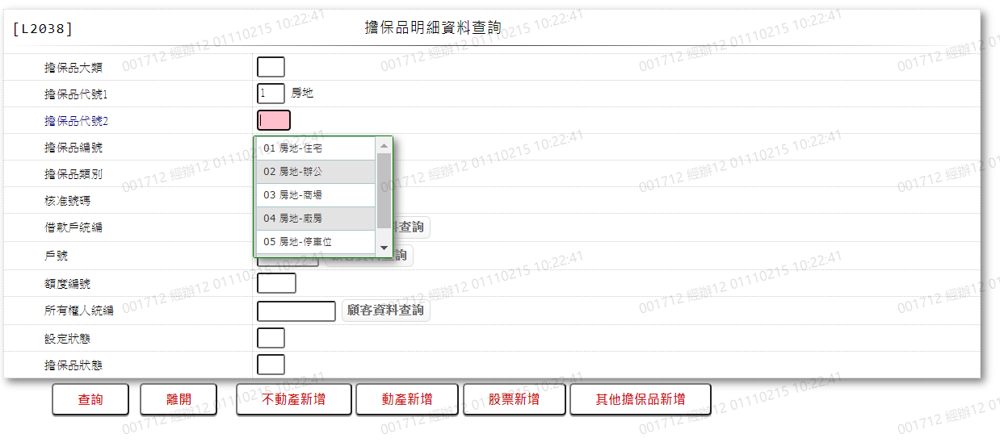 [L2038] 擔保品明細資料查詢
擔保品大類
擔保品代號1 1 房地
擔保品代號2
擔保品編號
01 房地-住宅
02 房地-辦公
擔保品類別
03 房地-商場
核准號碼
04 房地-廠房
借款戶統編 料查詢
05 房地-停車位
戶號 顧客資料查詢
額度編號
所有權人統編 顧客資料查詢
設定狀態
擔保品狀態
查詢 離開 不動產新增 動產新增 股票新增 其他擔保品新增
001712 經辦12 01110215 10:22:41